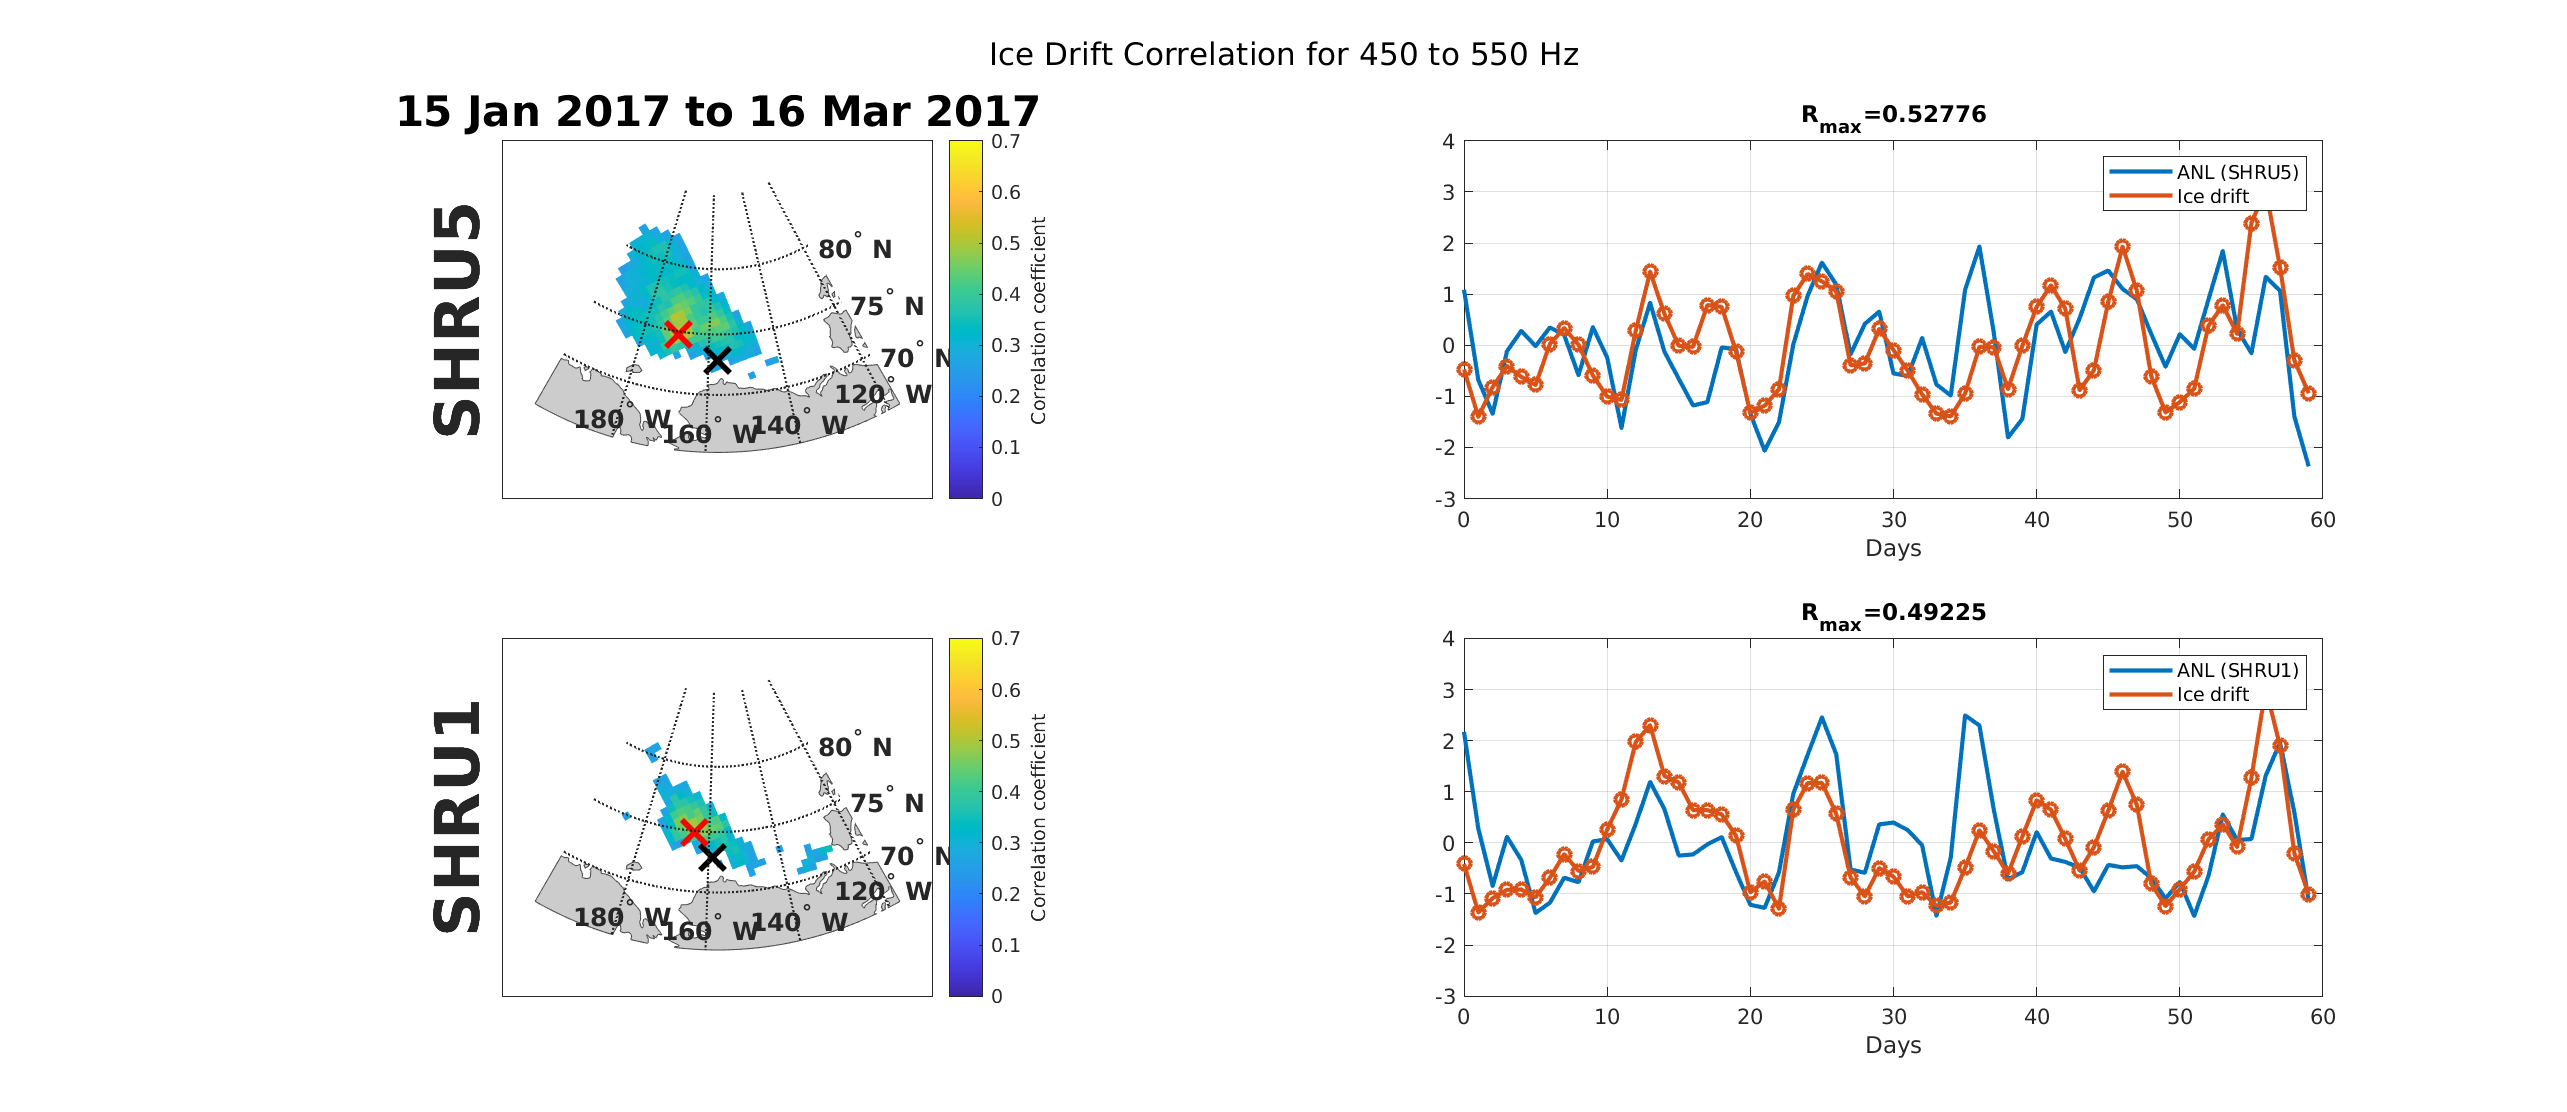 Ice Drift Correlation for 450 to 550 Hz
15 Jan 2017 to 16 Mar 2017
SHRU5
80° N
75° N
70° N
120° W
180° W
160° W
140° W
0.7
0.6
0.5
0.4
0.3
0.2
0.1
0
Correlation coefficient
Rmax=0.52776
4
3
2
1
0
-1
-2
-3
ANL (SHRU5)
Ice drift
0 10 20 30 40 50 60
Days
SHRU1
80° N
75° N
70° N
120° W
180° W
160° W
140° W
0.7
0.6
0.5
0.4
0.3
0.2
0.1
0
Correlation coefficient
Rmax=0.49225
4
3
2
1
0
-1
-2
-3
ANL (SHRU1)
Ice drift
0 10 20 30 40 50 60
Days